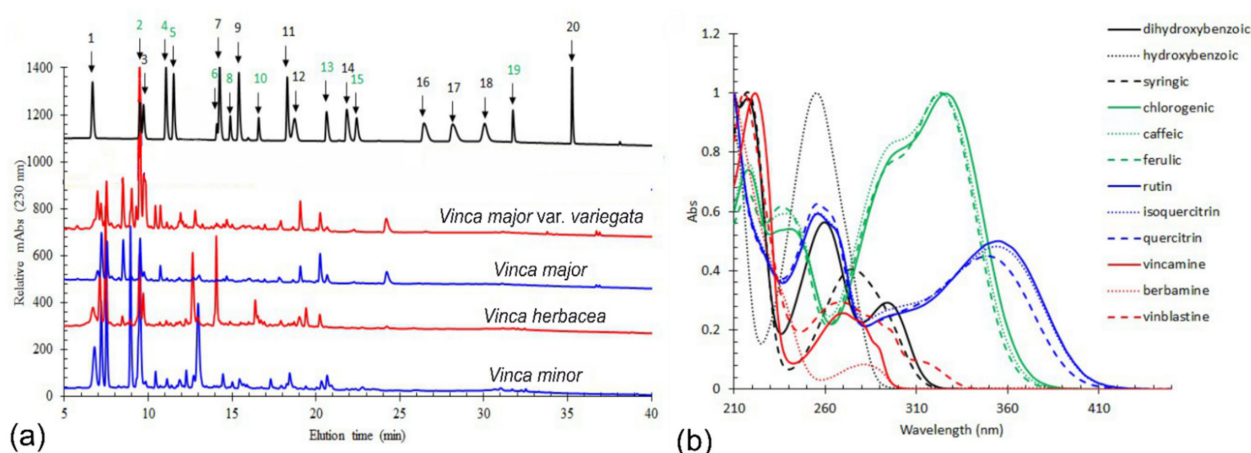 1 2 3 4 5 6 7 8 9 10 11 12 13 14 15 16 17 18 19 20
1400
1200
1000
800
600
400
200
0
Relative mAbs (230 nm)
Vinca major var. variegata
Vinca major
Vinca herbacea
Vinca minor
5 10 15 20 25 30 35 40
Elution time (min)
(a)
1
0.8
0.6
0.4
0.2
0
Abs
210 260 310 360 410
Wavelength (nm)
dihydroxybenzoic
hydroxybenzoic
syringic
chlorogenic
caffeic
ferulic
rutin
isoquercitrin
quercitrin
vincamine
berbamine
vinblastine
(b)